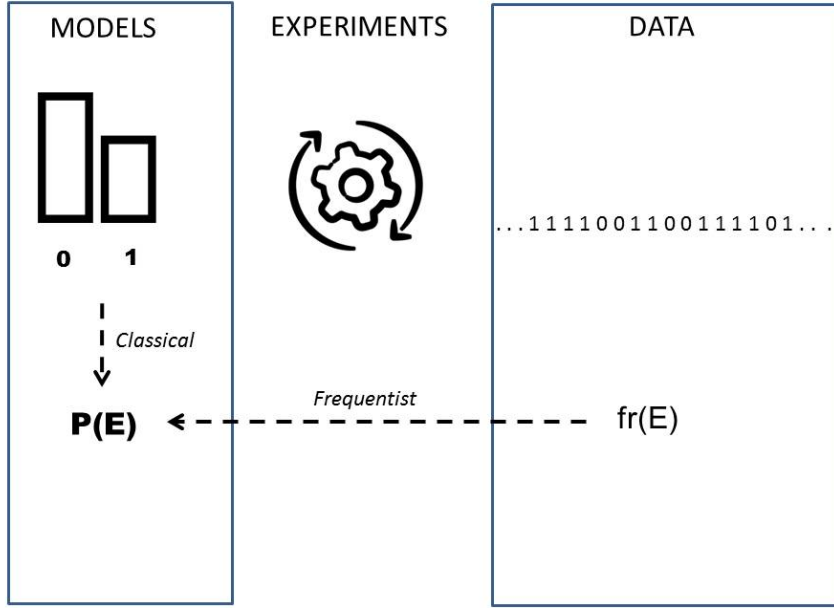 MODELS
EXPERIMENTS
DATA
...1111001100111101...
0 1
Classical
Frequentist
P(E)
fr(E)